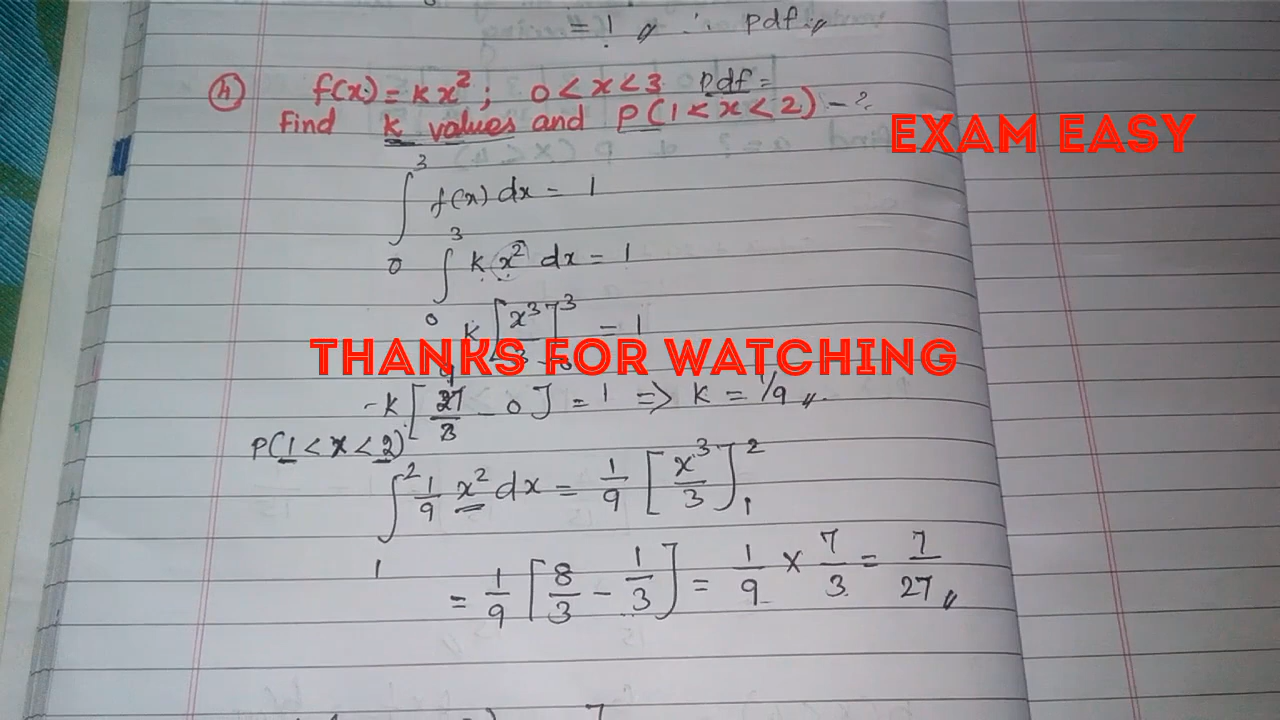 = 1 ∴ pdf.
(h) f(x) = kx²; 0 < x < 3 pdf =
Find k values and P(1 < x < 2) - ?
EXAM EASY
∫₀³ f(x) dx = 1
∫₀³ k x² dx = 1
k [x³/3]₀³ = 1
THANKS FOR WATCHING
-k [27/3 - 0] = 1 ⇒ k = 1/9
9
P(1 < x < 2)
∫₁² 1/9 x² dx = 1/9 [x³/3]₁²
= 1/9 [8/3 - 1/3] = 1/9 × 7/3 = 7/27